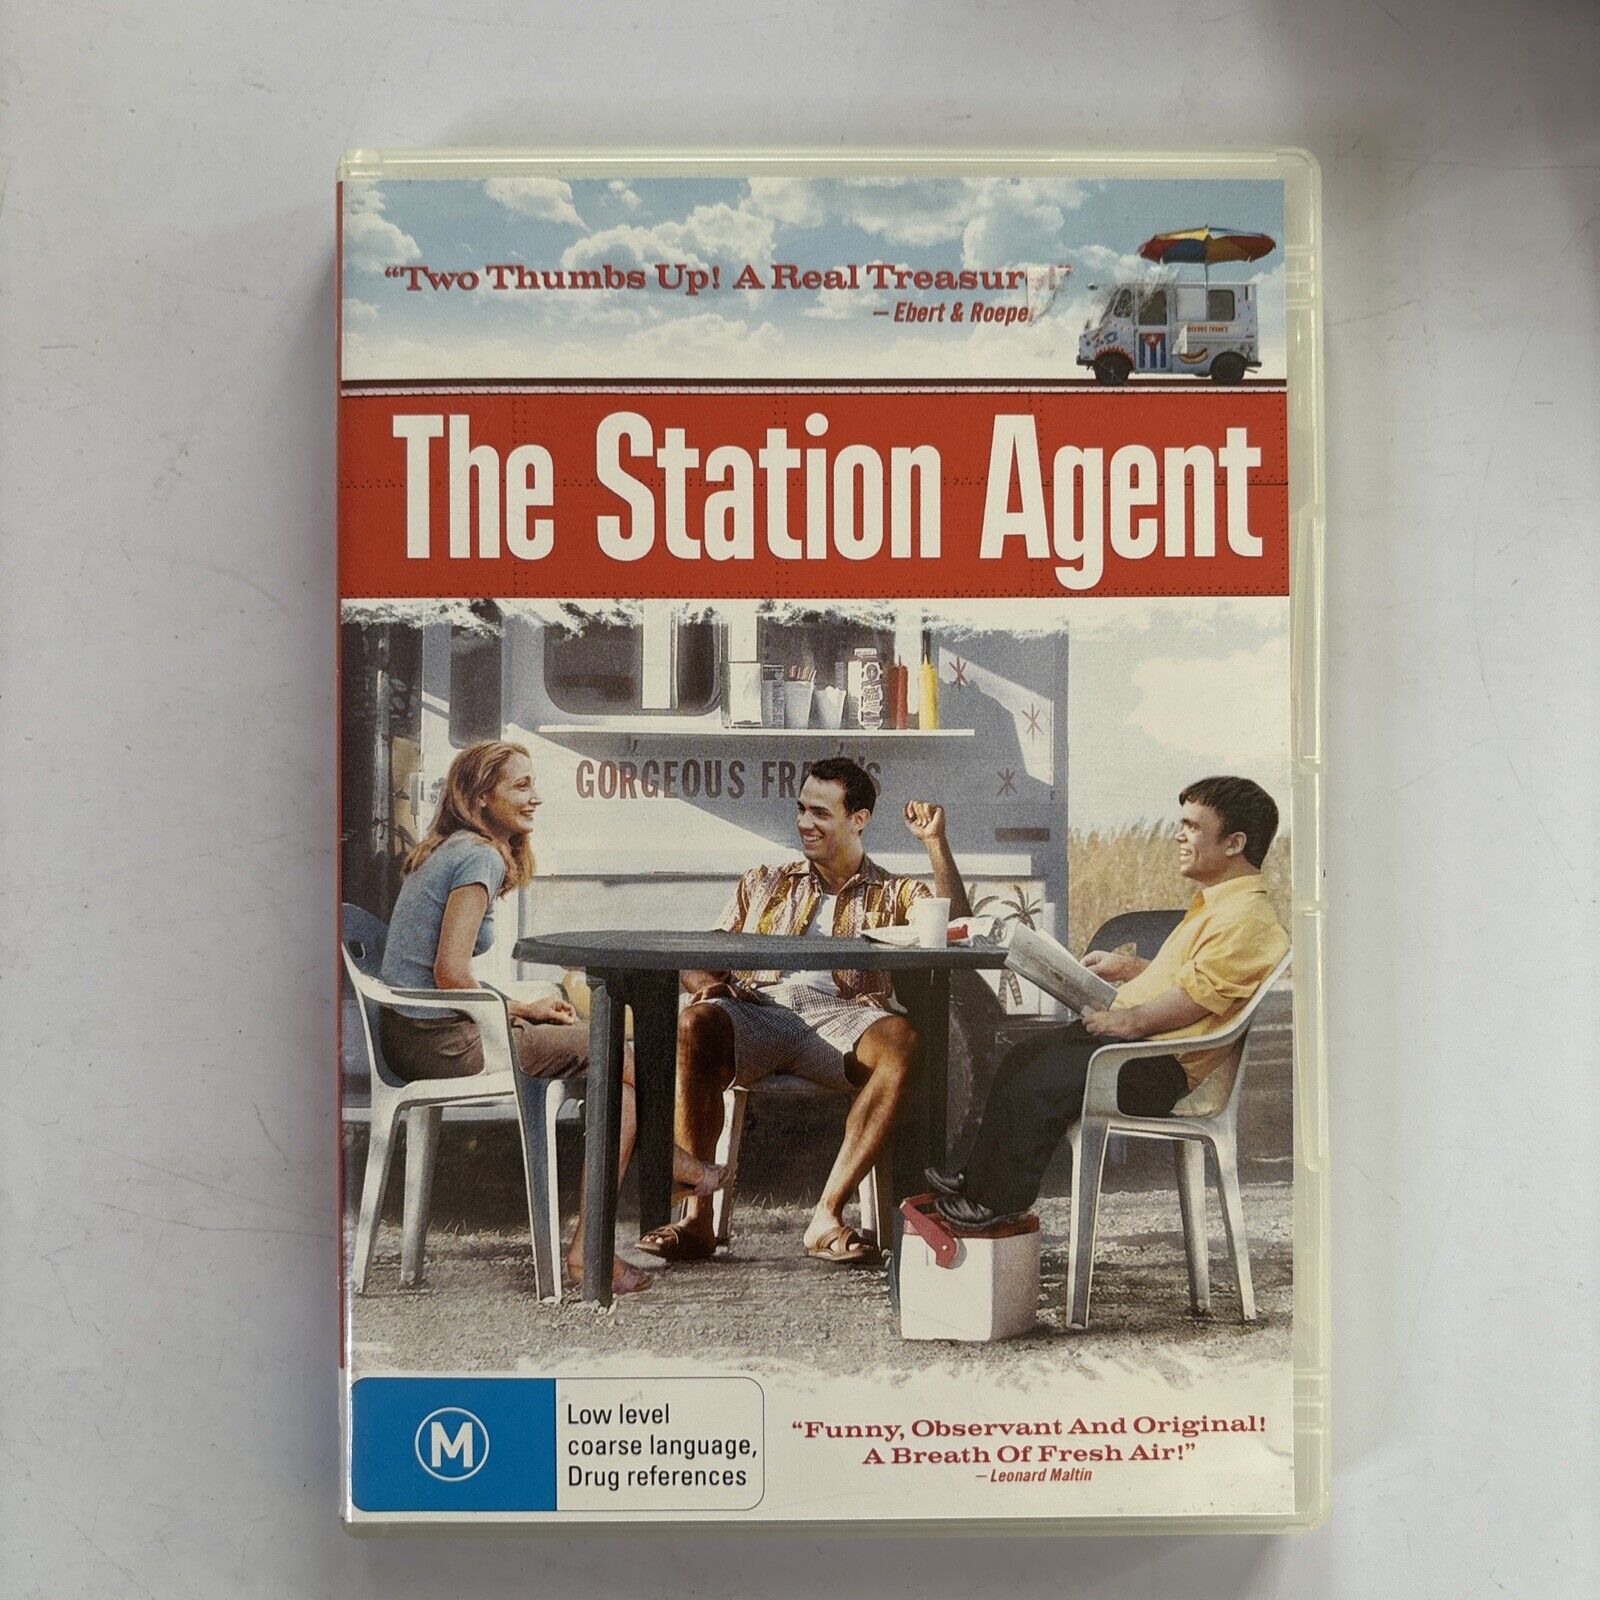 “Two Thumbs Up! A Real Treasure!”
– Ebert & Roeper
The Station Agent
GORGEOUS FRANK'S
M
Low level
coarse language,
Drug references
“Funny, Observant And Original!
A Breath Of Fresh Air!”
– Leonard Maltin